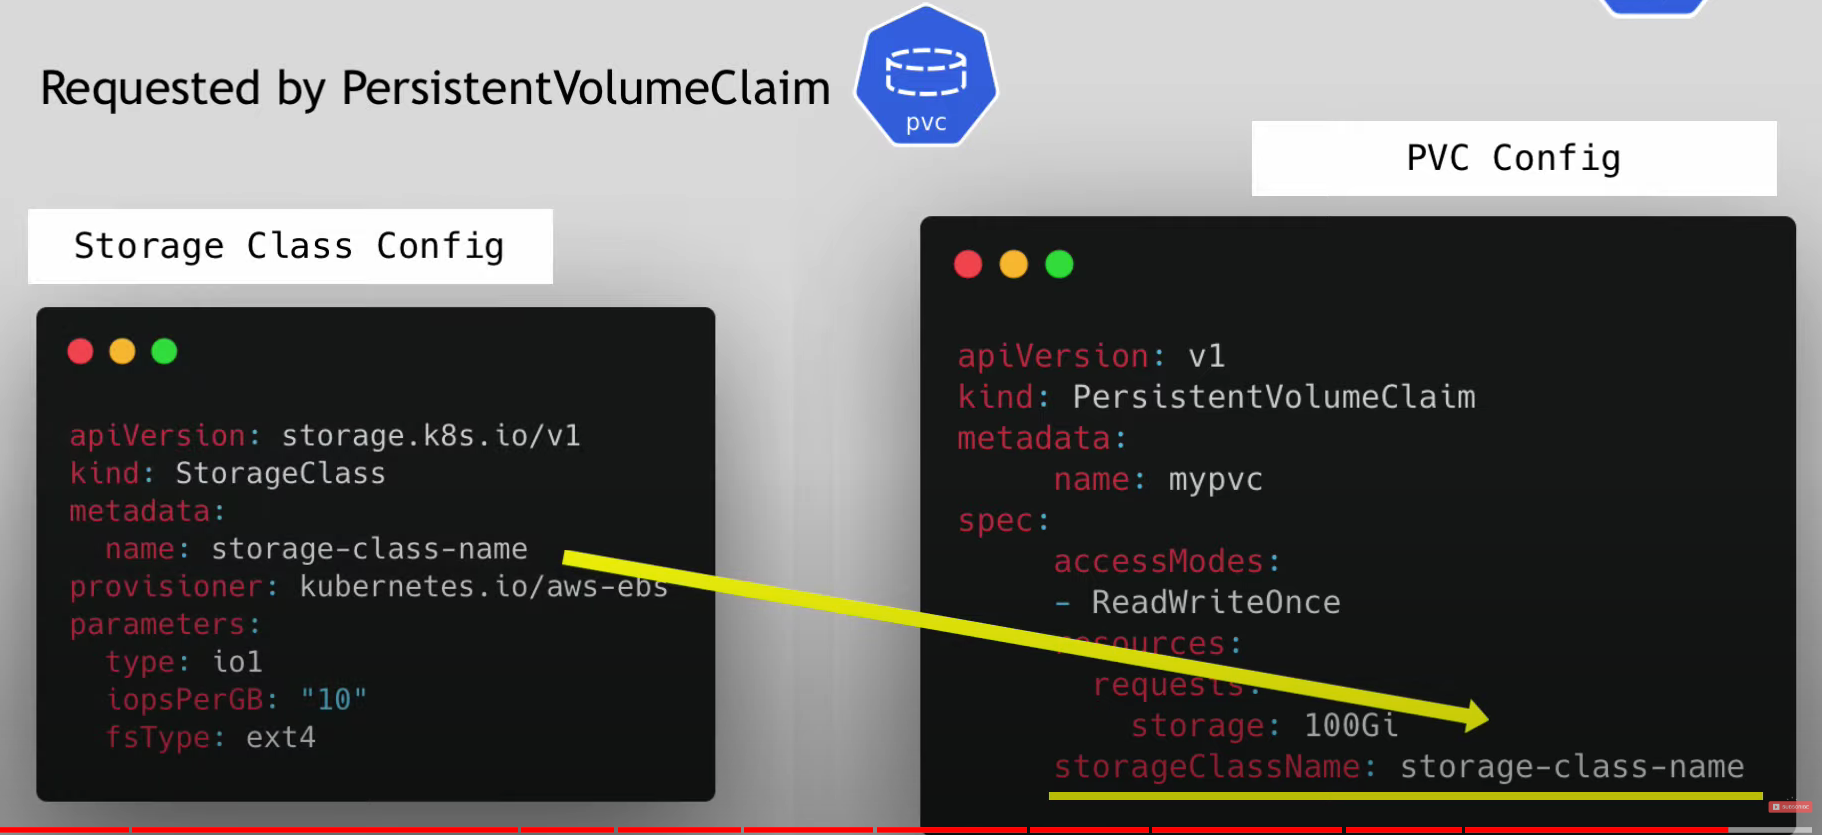 Requested by PersistentVolumeClaim
pvc
Storage Class Config
apiVersion: storage.k8s.io/v1
kind: StorageClass
metadata:
  name: storage-class-name
provisioner: kubernetes.io/aws-ebs
parameters:
  type: io1
  iopsPerGB: "10"
  fsType: ext4
PVC Config
apiVersion: v1
kind: PersistentVolumeClaim
metadata:
     name: mypvc
spec:
     accessModes:
     - ReadWriteOnce
     resources:
       requests:
         storage: 100Gi
     storageClassName: storage-class-name
SUBSCRIBE